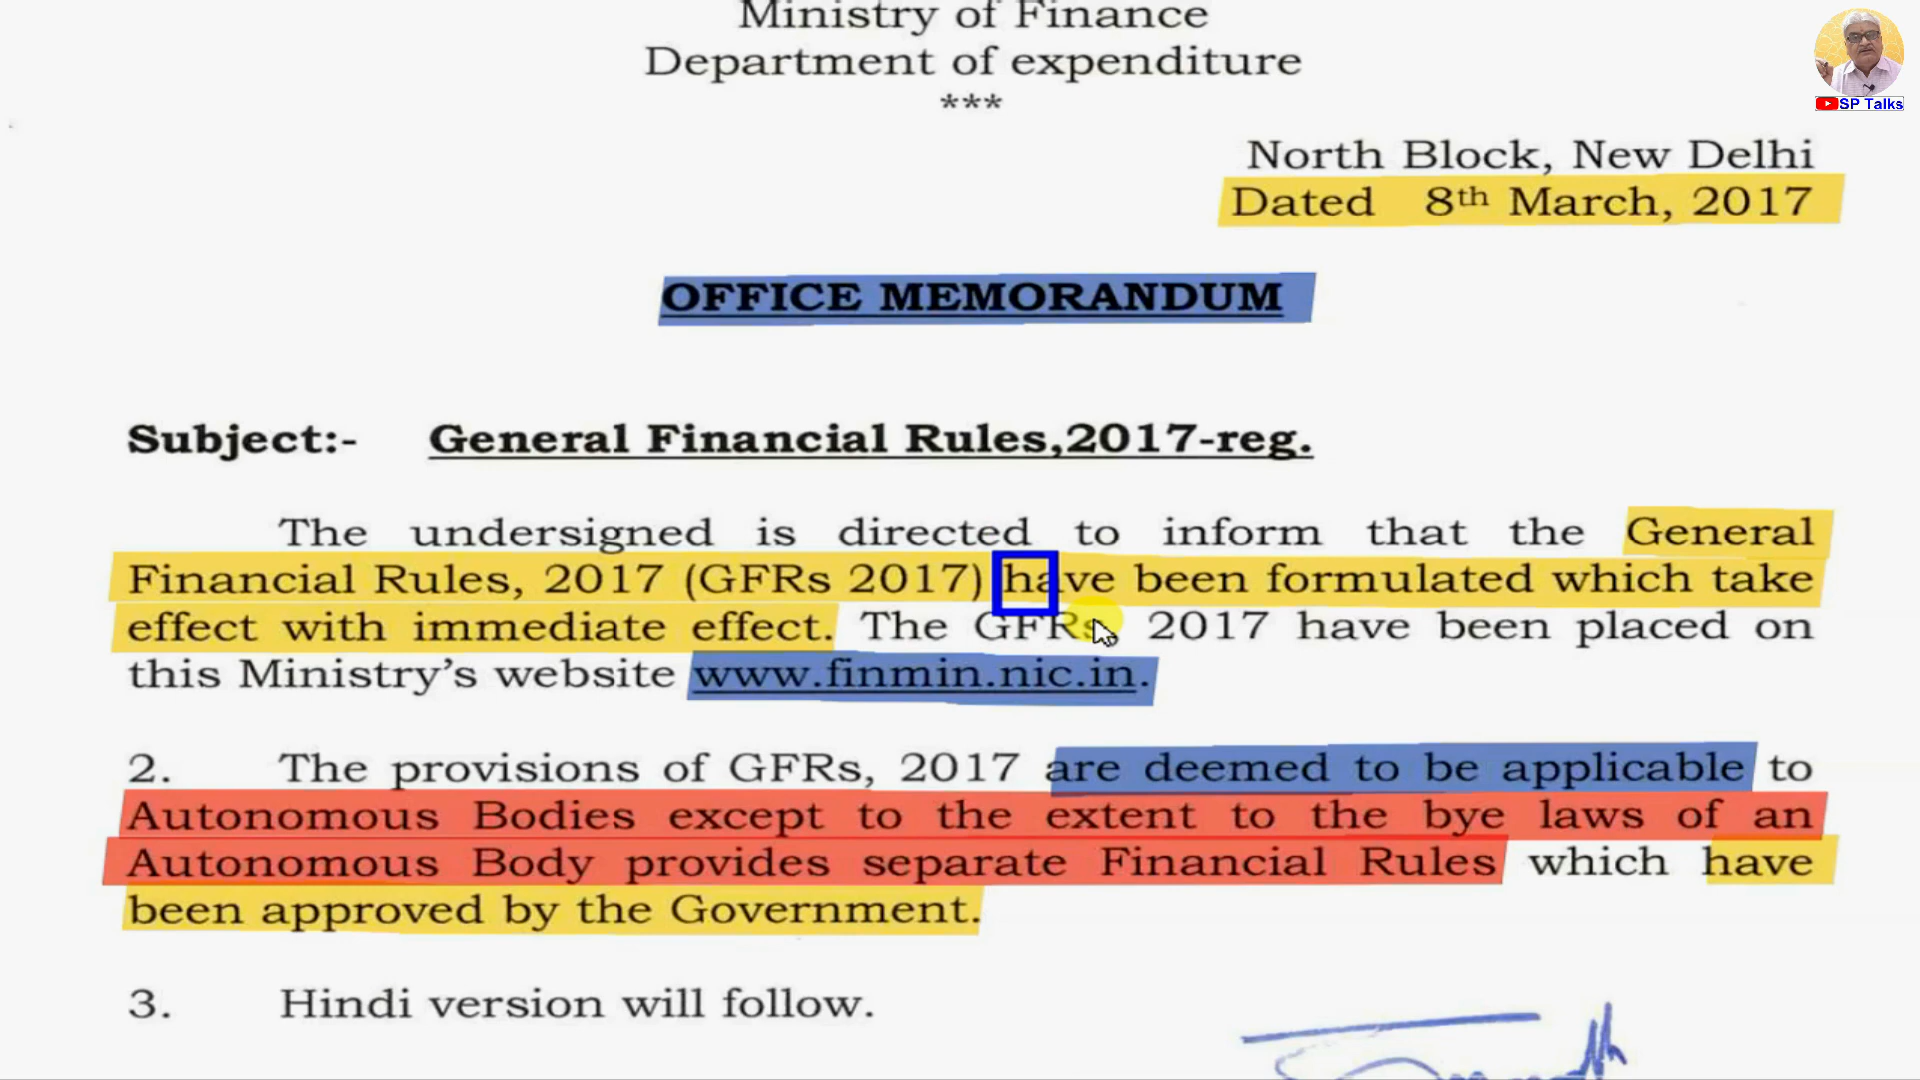 Ministry of Finance
Department of expenditure
***
SP Talks
North Block, New Delhi
Dated 8th March, 2017
OFFICE MEMORANDUM
Subject:- General Financial Rules,2017-reg.
The undersigned is directed to inform that the General
Financial Rules, 2017 (GFRs 2017) have been formulated which take
effect with immediate effect. The GFRs 2017 have been placed on
this Ministry's website www.finmin.nic.in.
2. The provisions of GFRs, 2017 are deemed to be applicable to
Autonomous Bodies except to the extent to the bye laws of an
Autonomous Body provides separate Financial Rules which have
been approved by the Government.
3. Hindi version will follow.